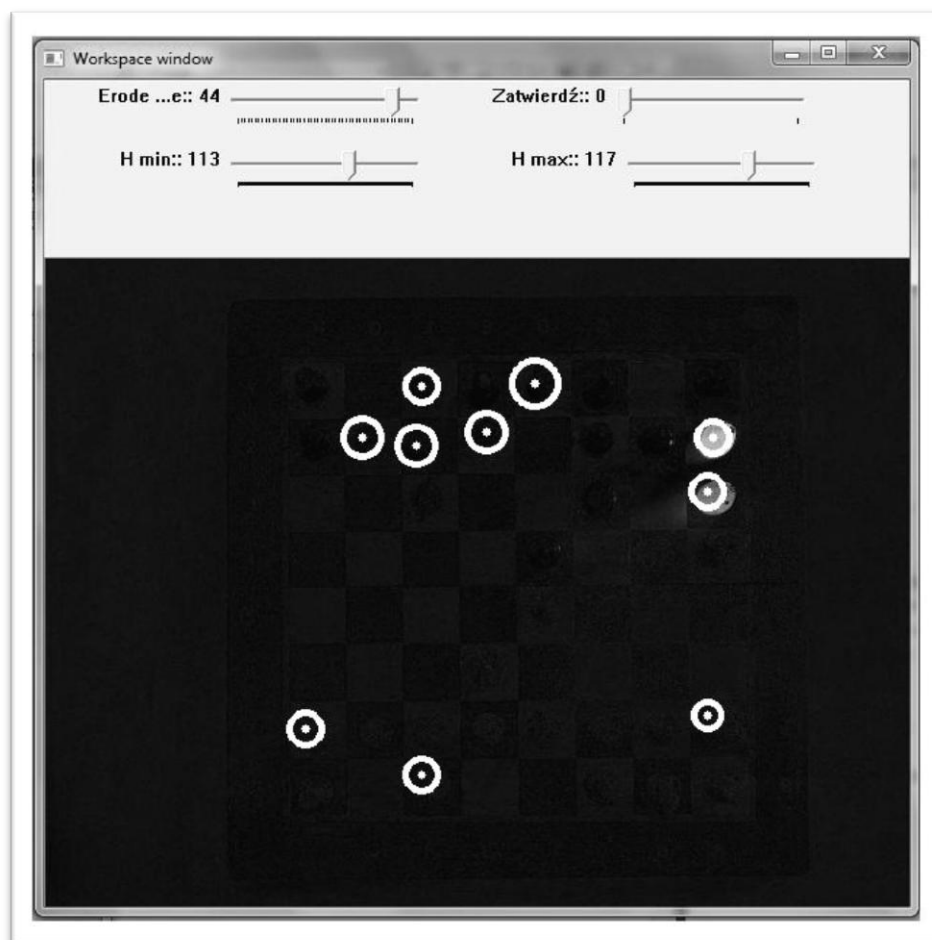 Workspace window
Erode ...e:: 44
Zatwierdź:: 0
H min:: 113
H max:: 117